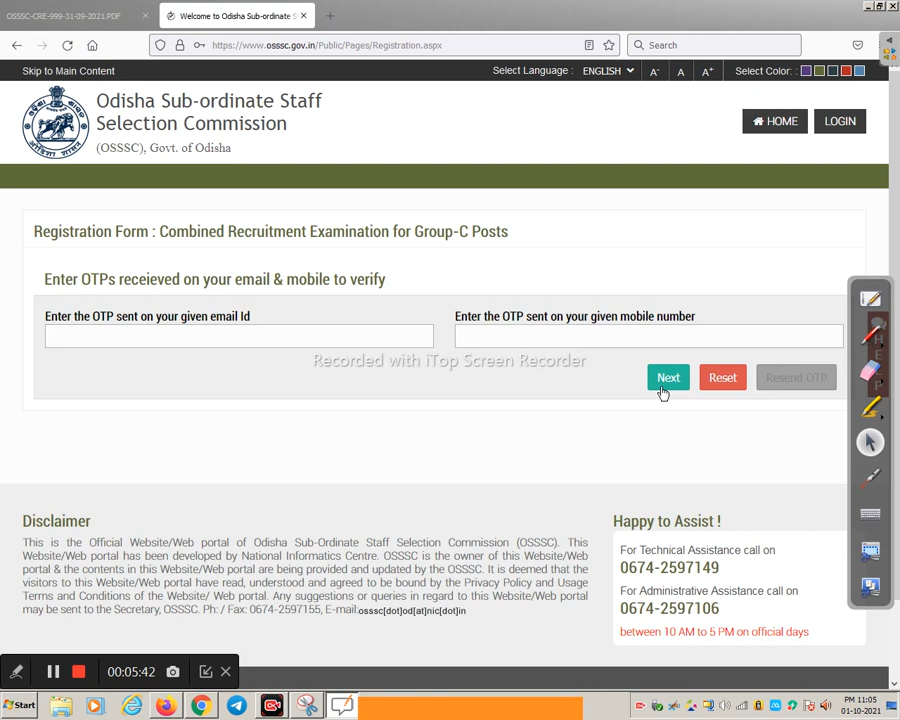 OSSSC-CRE-999-31-09-2021.PDF
Welcome to Odisha Sub-ordinate S
https://www.osssc.gov.in/Public/Pages/Registration.aspx
Search
Skip to Main Content
Select Language :
ENGLISH
A-
A
A+
Select Color:
Odisha Sub-ordinate Staff
Selection Commission
(OSSSC), Govt. of Odisha
HOME
LOGIN
Registration Form : Combined Recruitment Examination for Group-C Posts
Enter OTPs receieved on your email & mobile to verify
Enter the OTP sent on your given email Id
Enter the OTP sent on your given mobile number
Recorded with iTop Screen Recorder
Next
Reset
Resend OTP
Disclaimer
This is the Official Website/Web portal of Odisha Sub-Ordinate Staff Selection Commission (OSSSC). This
Website/Web portal has been developed by National Informatics Centre. OSSSC is the owner of this Website/Web
portal & the contents in this Website/Web portal are being provided and updated by the OSSSC. It is deemed that the
visitors to this Website/Web portal have read, understood and agreed to be bound by the Privacy Policy and Usage
Terms and Conditions of the Website/ Web portal. Any suggestions or queries in regard to this Website/Web portal
may be sent to the Secretary, OSSSC. Ph: / Fax: 0674-2597155, E-mail:osssc[dot]od[at]nic[dot]in
Happy to Assist !
For Technical Assistance call on
0674-2597149
For Administrative Assistance call on
0674-2597106
between 10 AM to 5 PM on official days
HELP
00:05:42
Start
PM 11:05
01-10-2021